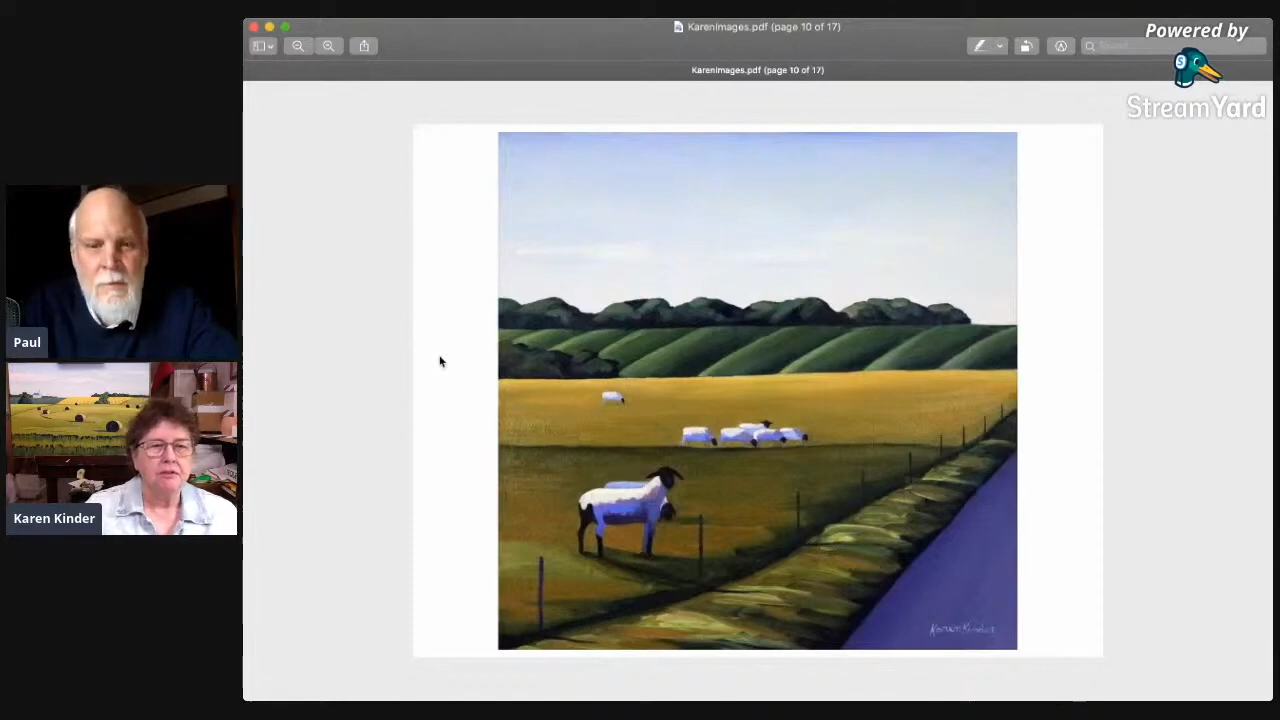 KarenImages.pdf (page 10 of 17)
Powered by
Search
KarenImages.pdf (page 10 of 17)
S
StreamYard
Paul
Karen Kinder
Karen Kinder